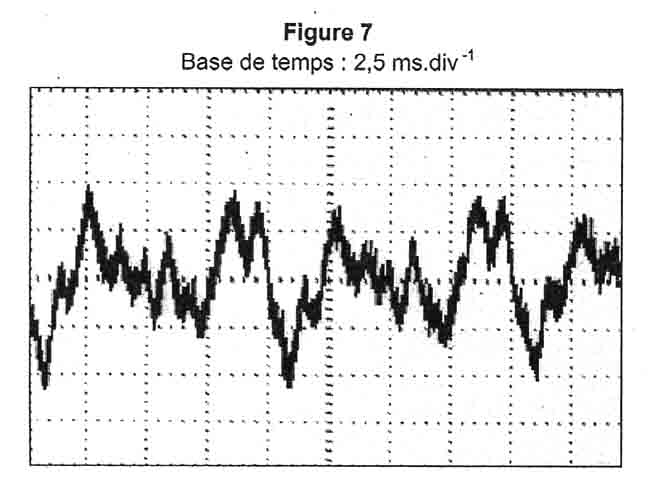 Figure 7
Base de temps : 2,5 ms.div⁻¹